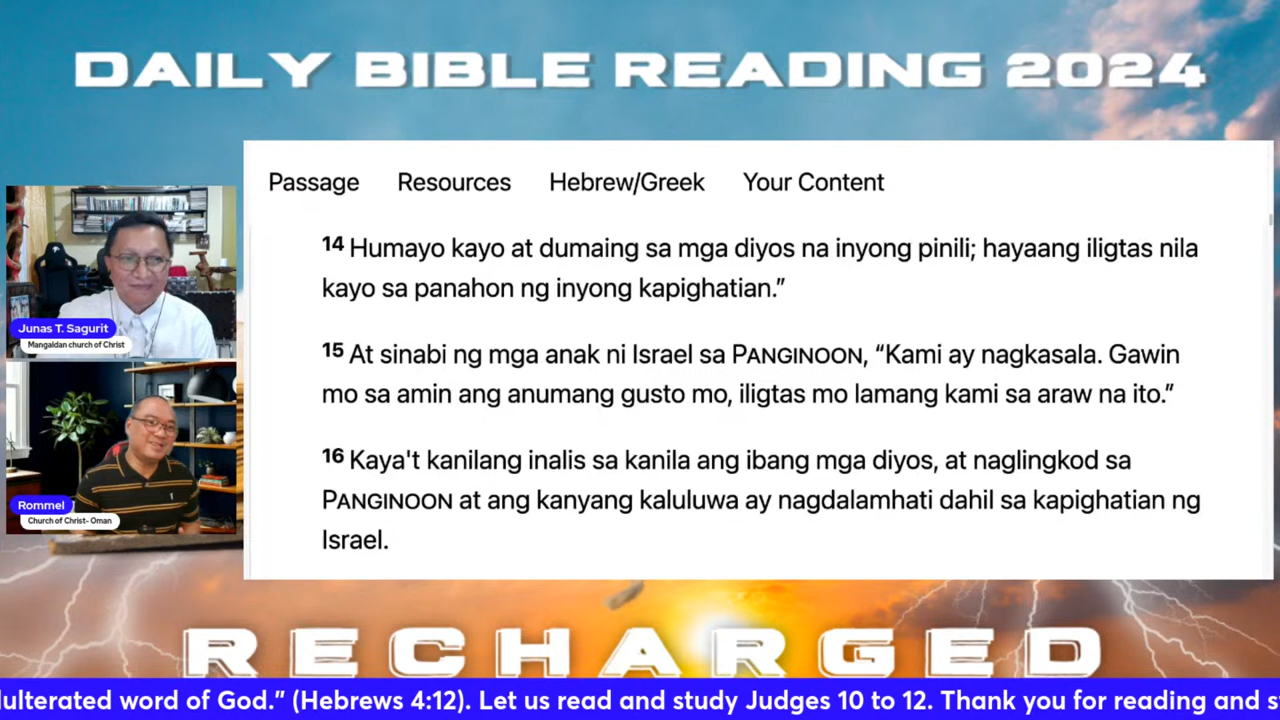 DAILY BIBLE READING 2024
Passage Resources Hebrew/Greek Your Content
14 Humayo kayo at dumaing sa mga diyos na inyong pinili; hayaang iligtas nila
kayo sa panahon ng inyong kapighatian.”
15 At sinabi ng mga anak ni Israel sa PANGINOON, “Kami ay nagkasala. Gawin
mo sa amin ang anumang gusto mo, iligtas mo lamang kami sa araw na ito.”
16 Kaya't kanilang inalis sa kanila ang ibang mga diyos, at naglingkod sa
PANGINOON at ang kanyang kaluluwa ay nagdalamhati dahil sa kapighatian ng
Israel.
Junas T. Sagurit
Mangaldan church of Christ
Rommel
Church of Christ- Oman
RECHARGED
word of God.” (Hebrews 4:12). Let us read and study Judges 10 to 12. Thank you for reading and